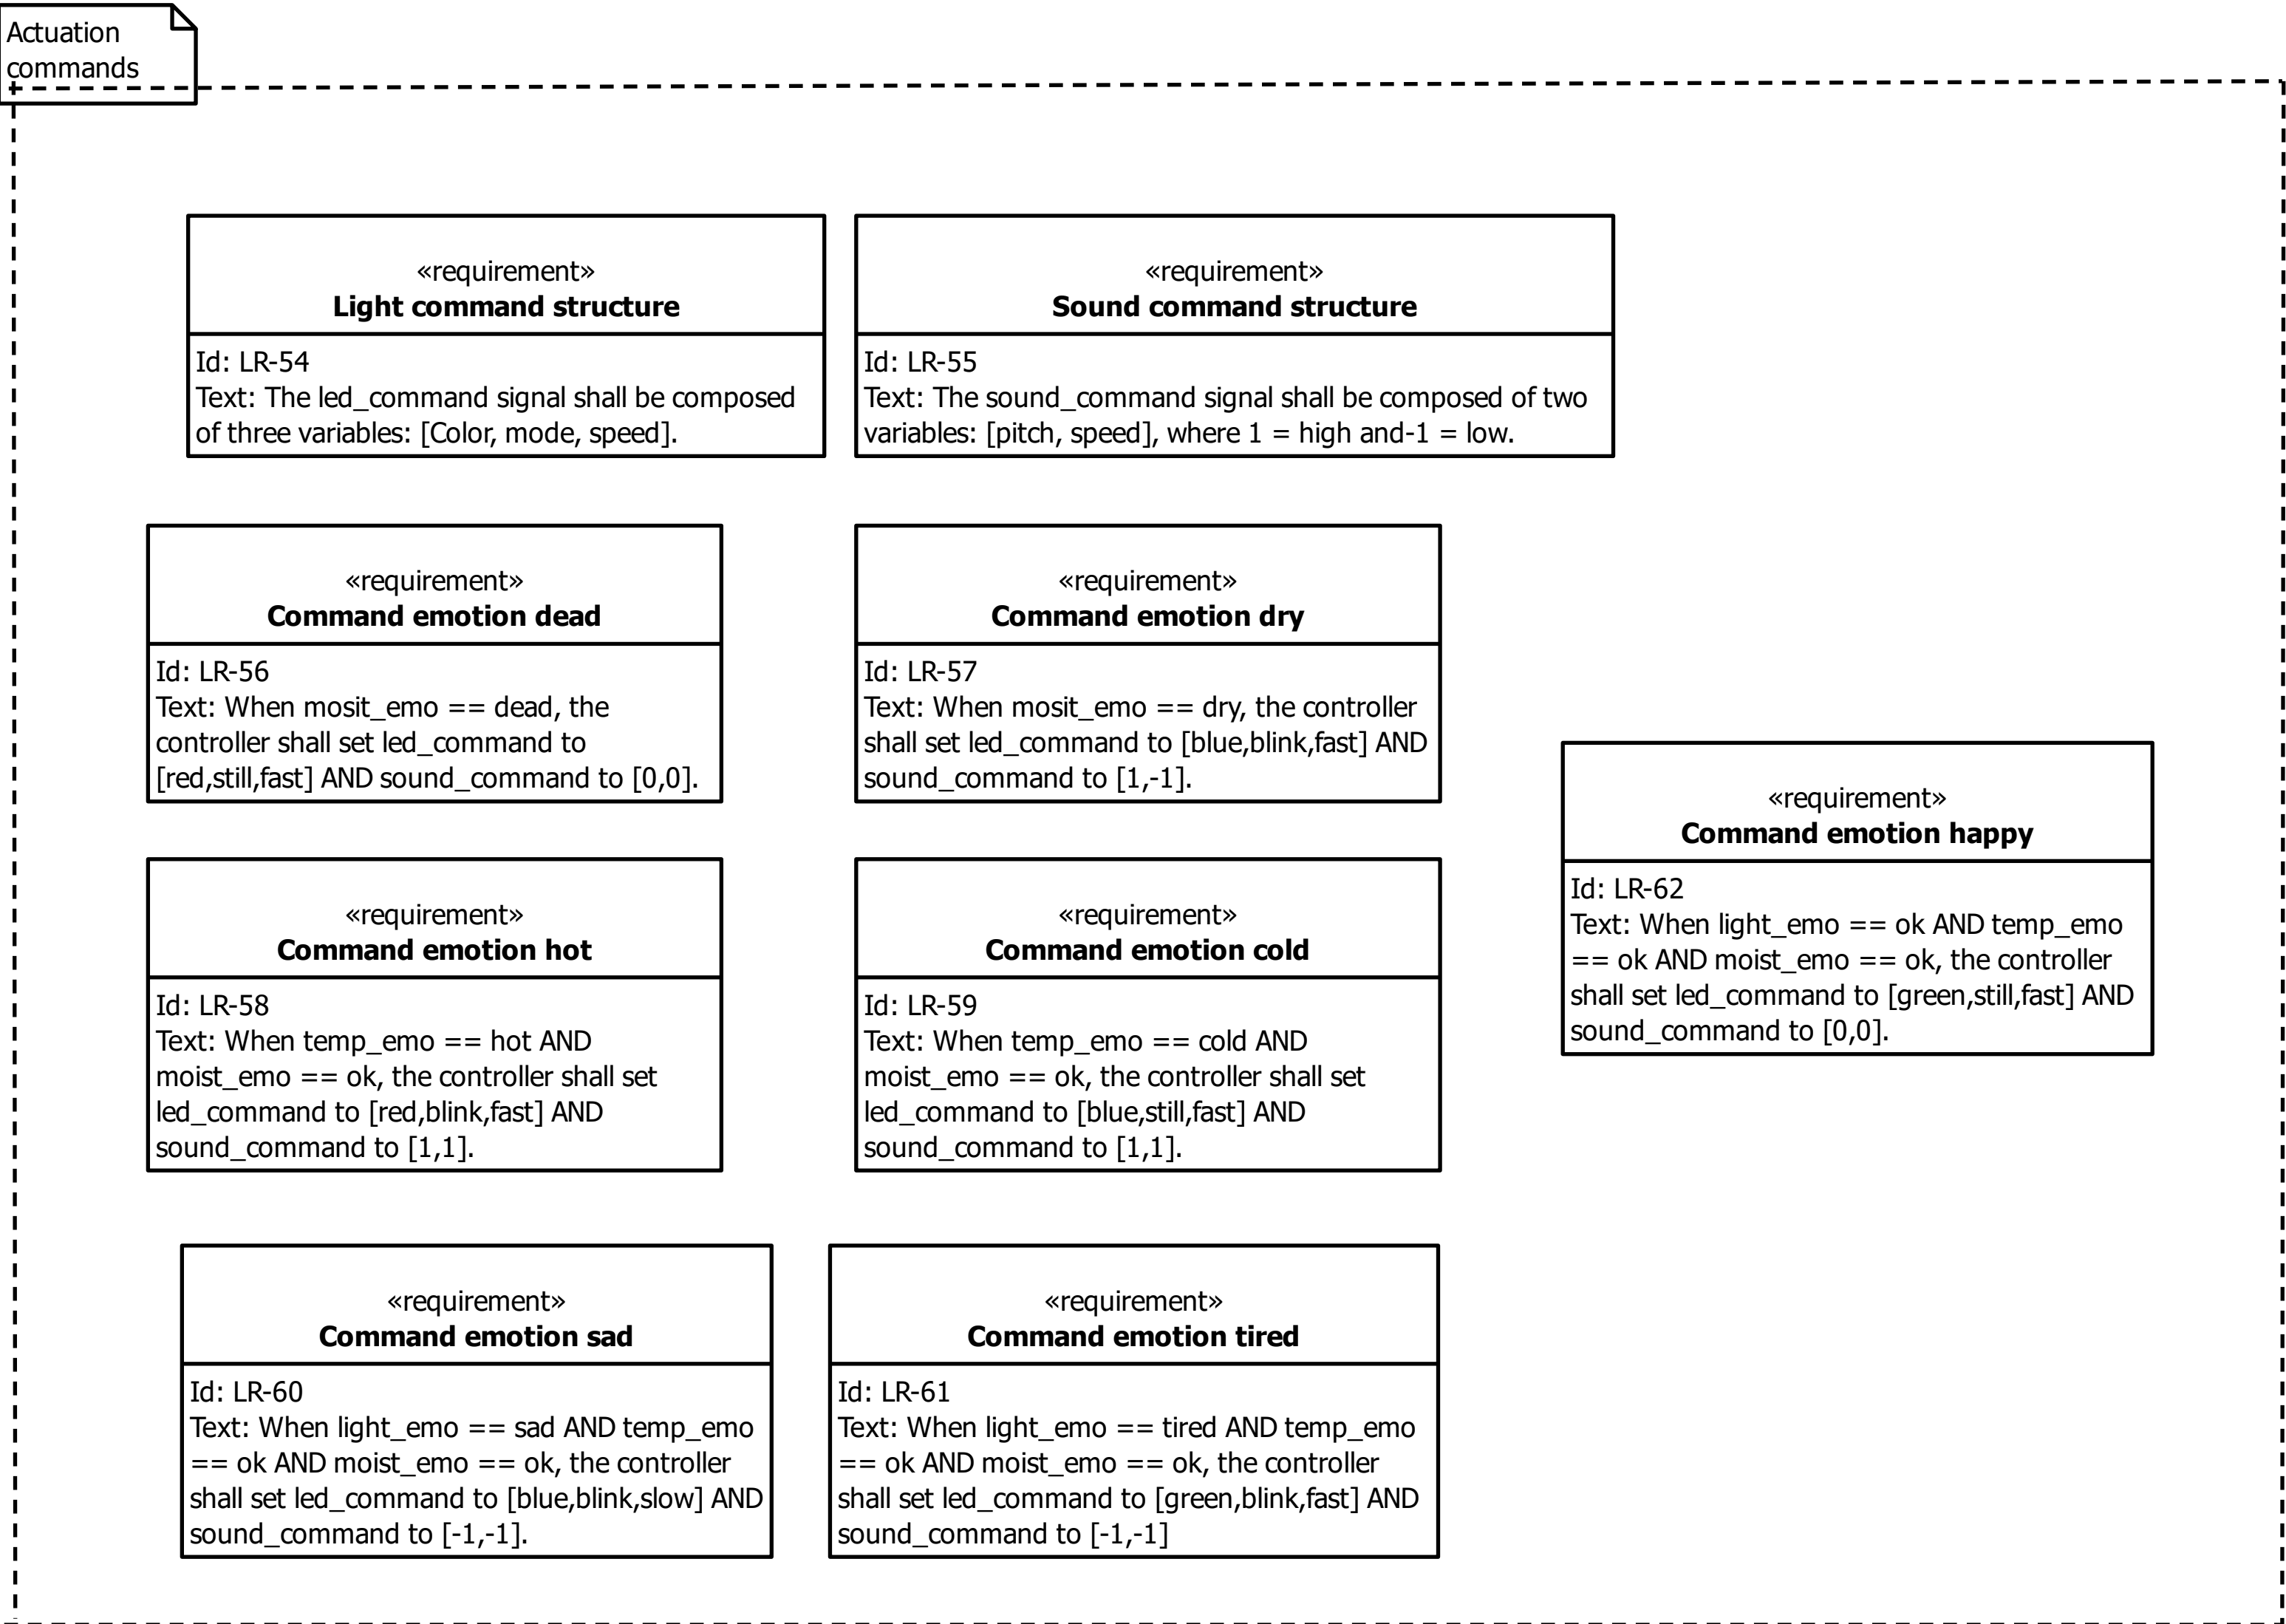 Actuation
commands
«requirement»
Light command structure
Id: LR-54
Text: The led_command signal shall be composed
of three variables: [Color, mode, speed].
«requirement»
Sound command structure
Id: LR-55
Text: The sound_command signal shall be composed of two
variables: [pitch, speed], where 1 = high and-1 = low.
«requirement»
Command emotion dead
Id: LR-56
Text: When mosit_emo == dead, the
controller shall set led_command to
[red,still,fast] AND sound_command to [0,0].
«requirement»
Command emotion dry
Id: LR-57
Text: When mosit_emo == dry, the controller
shall set led_command to [blue,blink,fast] AND
sound_command to [1,-1].
«requirement»
Command emotion happy
Id: LR-62
Text: When light_emo == ok AND temp_emo
== ok AND moist_emo == ok, the controller
shall set led_command to [green,still,fast] AND
sound_command to [0,0].
«requirement»
Command emotion hot
Id: LR-58
Text: When temp_emo == hot AND
moist_emo == ok, the controller shall set
led_command to [red,blink,fast] AND
sound_command to [1,1].
«requirement»
Command emotion cold
Id: LR-59
Text: When temp_emo == cold AND
moist_emo == ok, the controller shall set
led_command to [blue,still,fast] AND
sound_command to [1,1].
«requirement»
Command emotion sad
Id: LR-60
Text: When light_emo == sad AND temp_emo
== ok AND moist_emo == ok, the controller
shall set led_command to [blue,blink,slow] AND
sound_command to [-1,-1].
«requirement»
Command emotion tired
Id: LR-61
Text: When light_emo == tired AND temp_emo
== ok AND moist_emo == ok, the controller
shall set led_command to [green,blink,fast] AND
sound_command to [-1,-1]